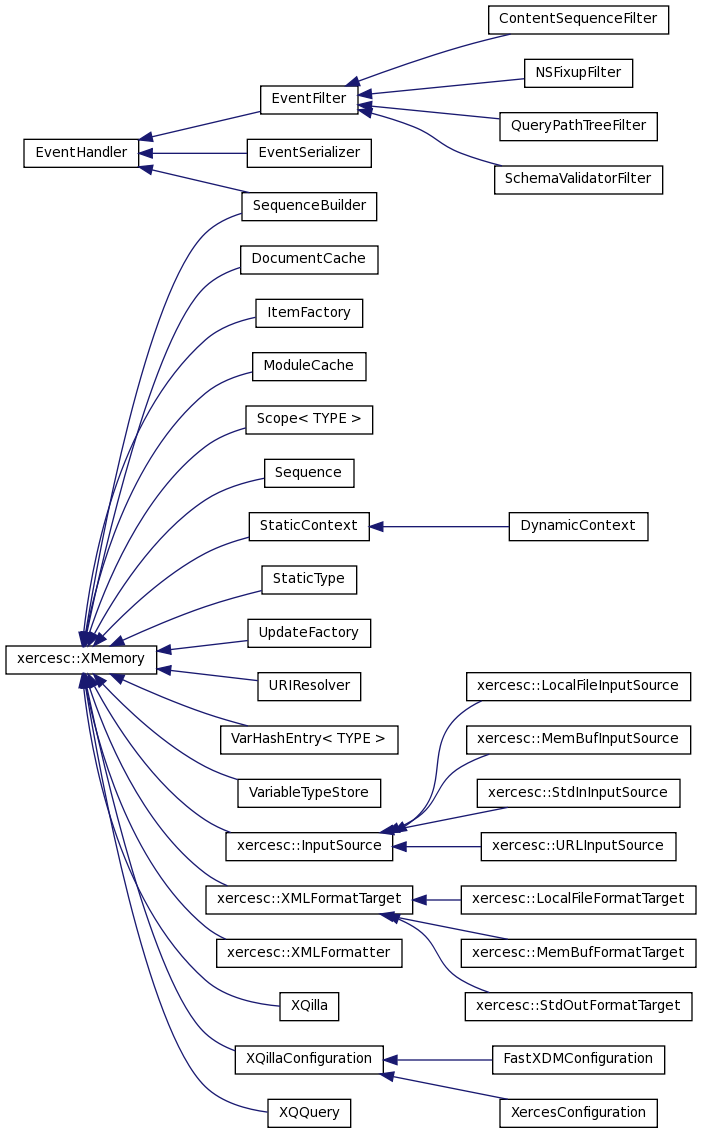 ContentSequenceFilter
NSFixupFilter
EventFilter
QueryPathTreeFilter
EventHandler
EventSerializer
SchemaValidatorFilter
SequenceBuilder
DocumentCache
ItemFactory
ModuleCache
Scope< TYPE >
Sequence
StaticContext
DynamicContext
StaticType
UpdateFactory
xercesc::XMemory
URIResolver
xercesc::LocalFileInputSource
VarHashEntry< TYPE >
xercesc::MemBufInputSource
VariableTypeStore
xercesc::StdInInputSource
xercesc::InputSource
xercesc::URLInputSource
xercesc::XMLFormatTarget
xercesc::LocalFileFormatTarget
xercesc::XMLFormatter
xercesc::MemBufFormatTarget
XQilla
xercesc::StdOutFormatTarget
XQillaConfiguration
FastXDMConfiguration
XQQuery
XercesConfiguration